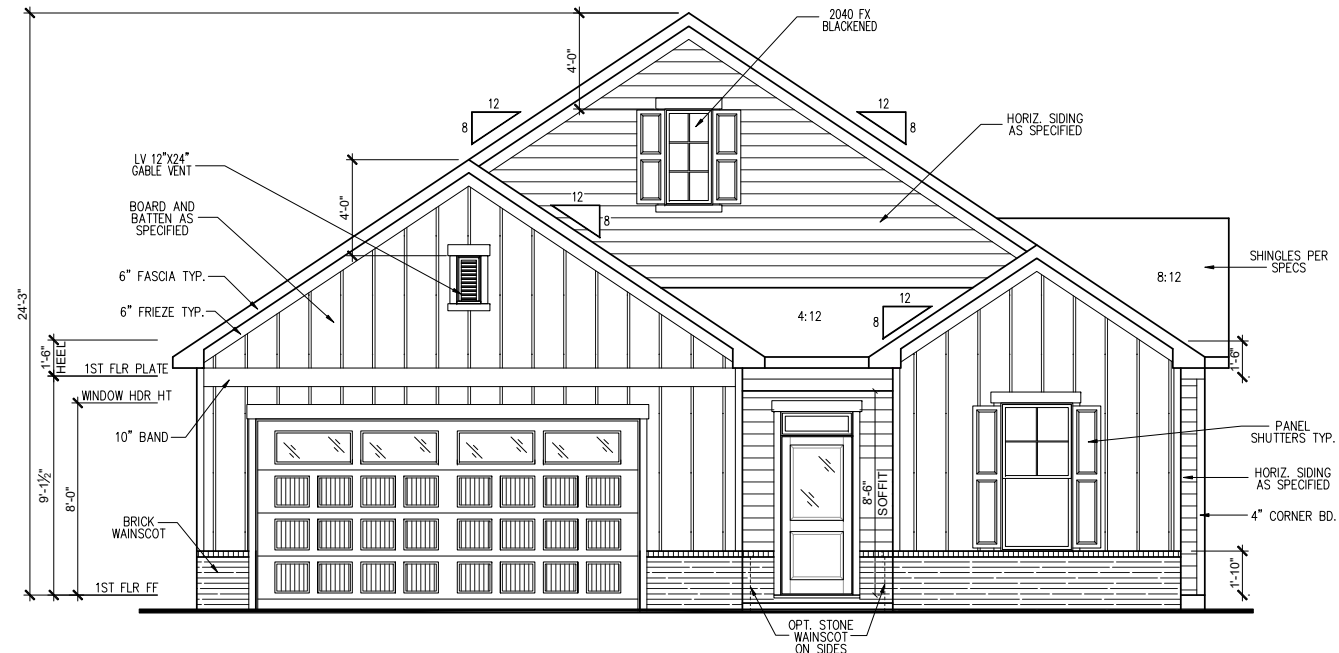 2040 FX
BLACKENED
4'-0"
12
8
12
8
HORIZ. SIDING
AS SPECIFIED
LV 12"X24"
GABLE VENT
4'-0"
BOARD AND
BATTEN AS
SPECIFIED
12
8
24'-3"
6" FASCIA TYP.
6" FRIEZE TYP.
SHINGLES PER
SPECS
8:12
4:12
12
8
1'-6"
HEEL
1'-6"
1ST FLR PLATE
WINDOW HDR HT
10" BAND
9'-1½"
8'-0"
8'-6"
SOFFIT
PANEL
SHUTTERS TYP.
HORIZ. SIDING
AS SPECIFIED
4" CORNER BD.
BRICK
WAINSCOT
1'-10"
1ST FLR FF
OPT. STONE
WAINSCOT
ON SIDES